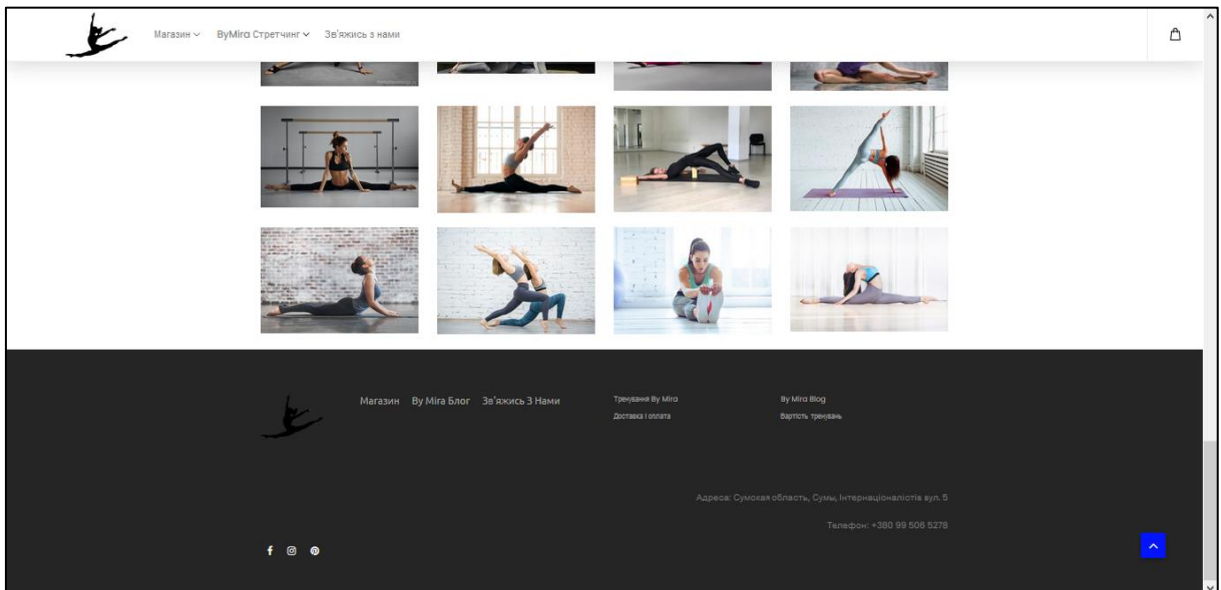 Магазин ByMira Стретчинг Зв'яжись з нами
Магазин By Mira Блог Зв'яжись З Нами
Тренування By Mira
By Mira Blog
Доставка і оплата
Вартість тренувань
Адреса: Сумская область, Сумы, Інтернаціоналістів вул. 5
Телефон: +380 99 506 5278